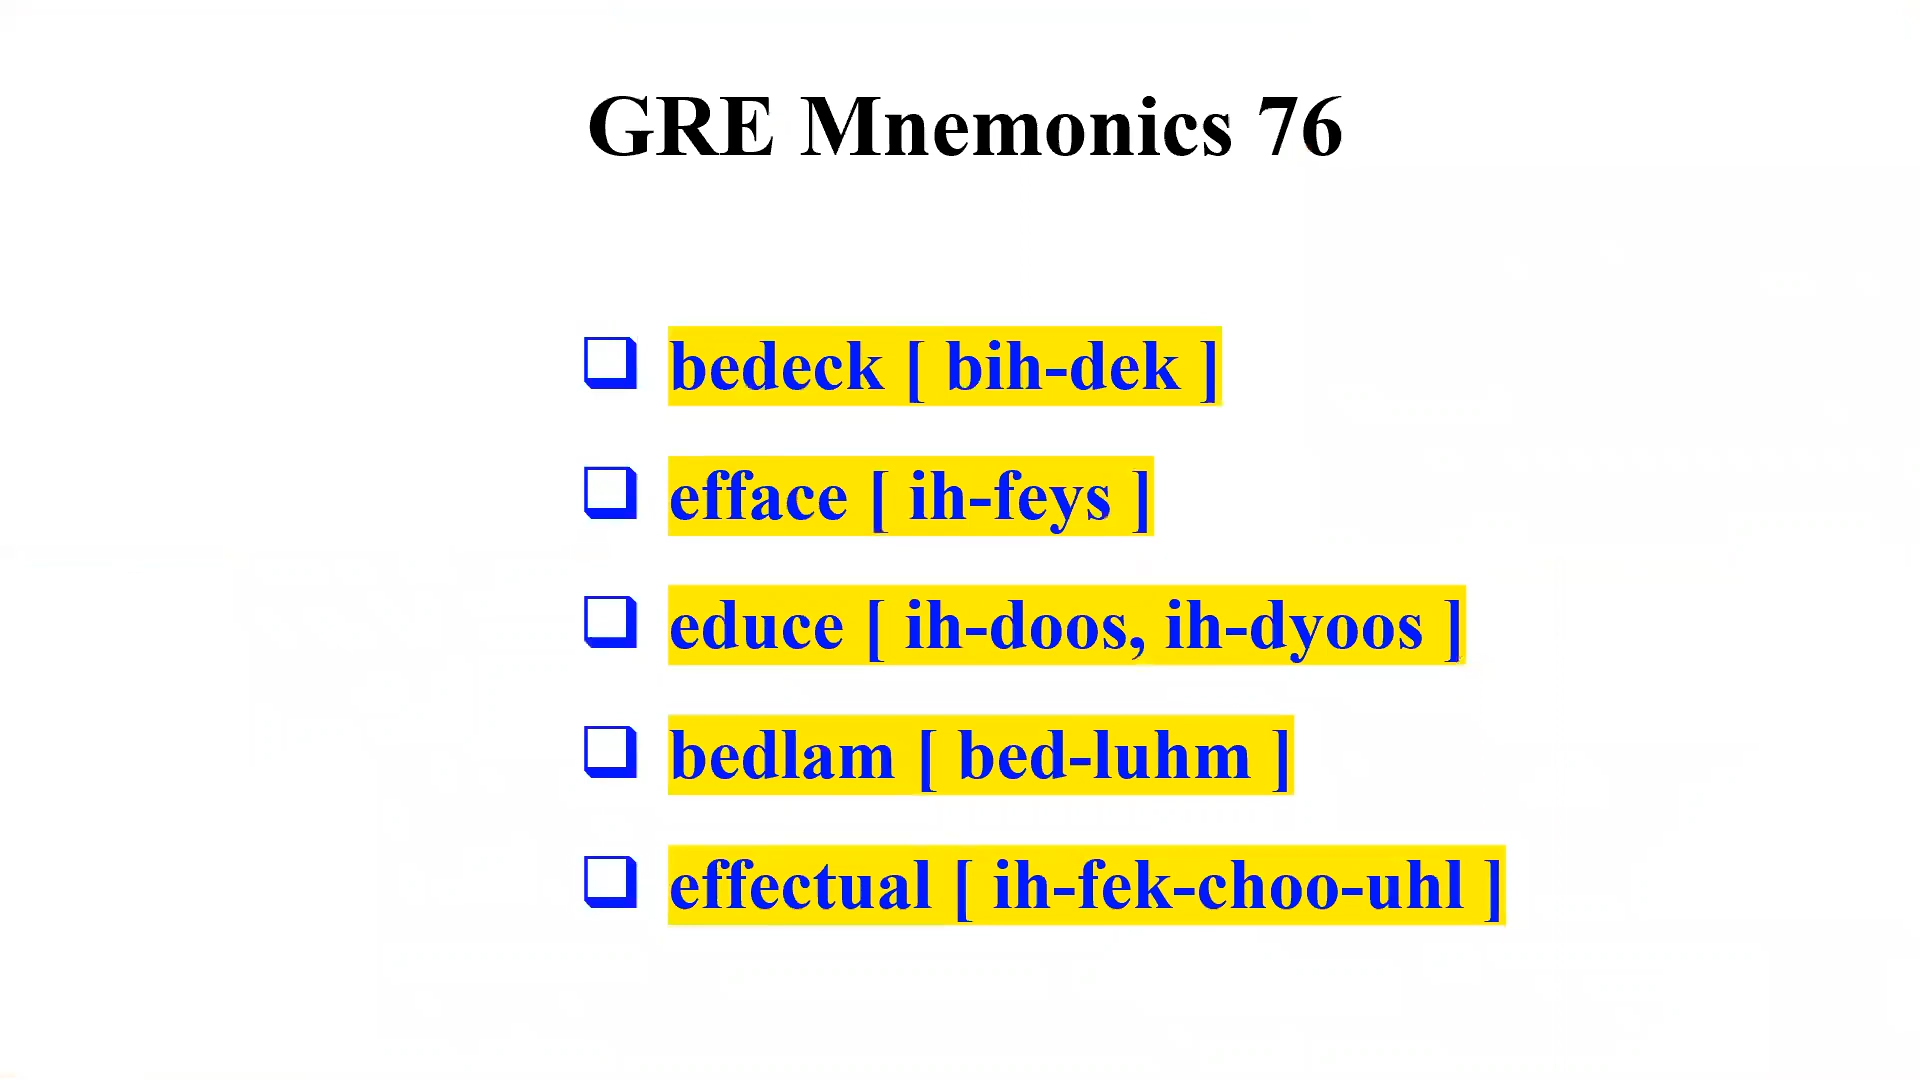 GRE Mnemonics 76
bedeck [ bih-dek ]
efface [ ih-feys ]
educe [ ih-doos, ih-dyoos ]
bedlam [ bed-luhm ]
effectual [ ih-fek-choo-uhl ]